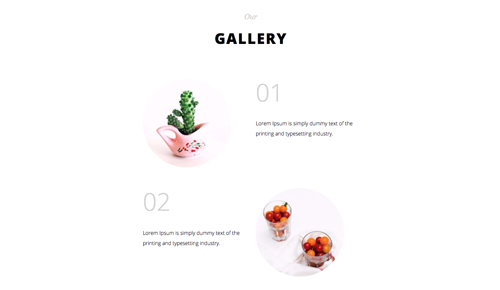 Our
GALLERY
01
Lorem Ipsum is simply dummy text of the
printing and typesetting industry.
02
Lorem Ipsum is simply dummy text of the
printing and typesetting industry.